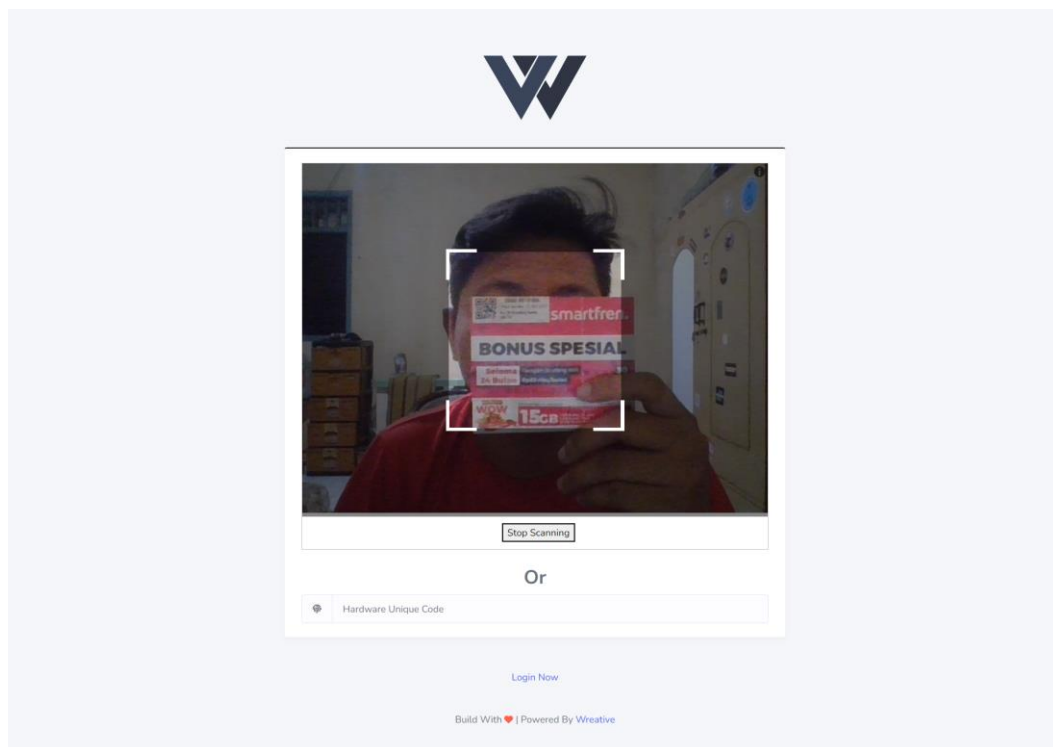 smartfren
BONUS SPESIAL
Selama
24 Bulan
WOW
15GB
Stop Scanning
Or
Hardware Unique Code
Login Now
Build With ❤ | Powered By Wreative